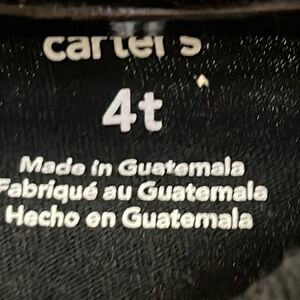 carter's
4t
Made in Guatemala
Fabriqué au Guatemala
Hecho en Guatemala